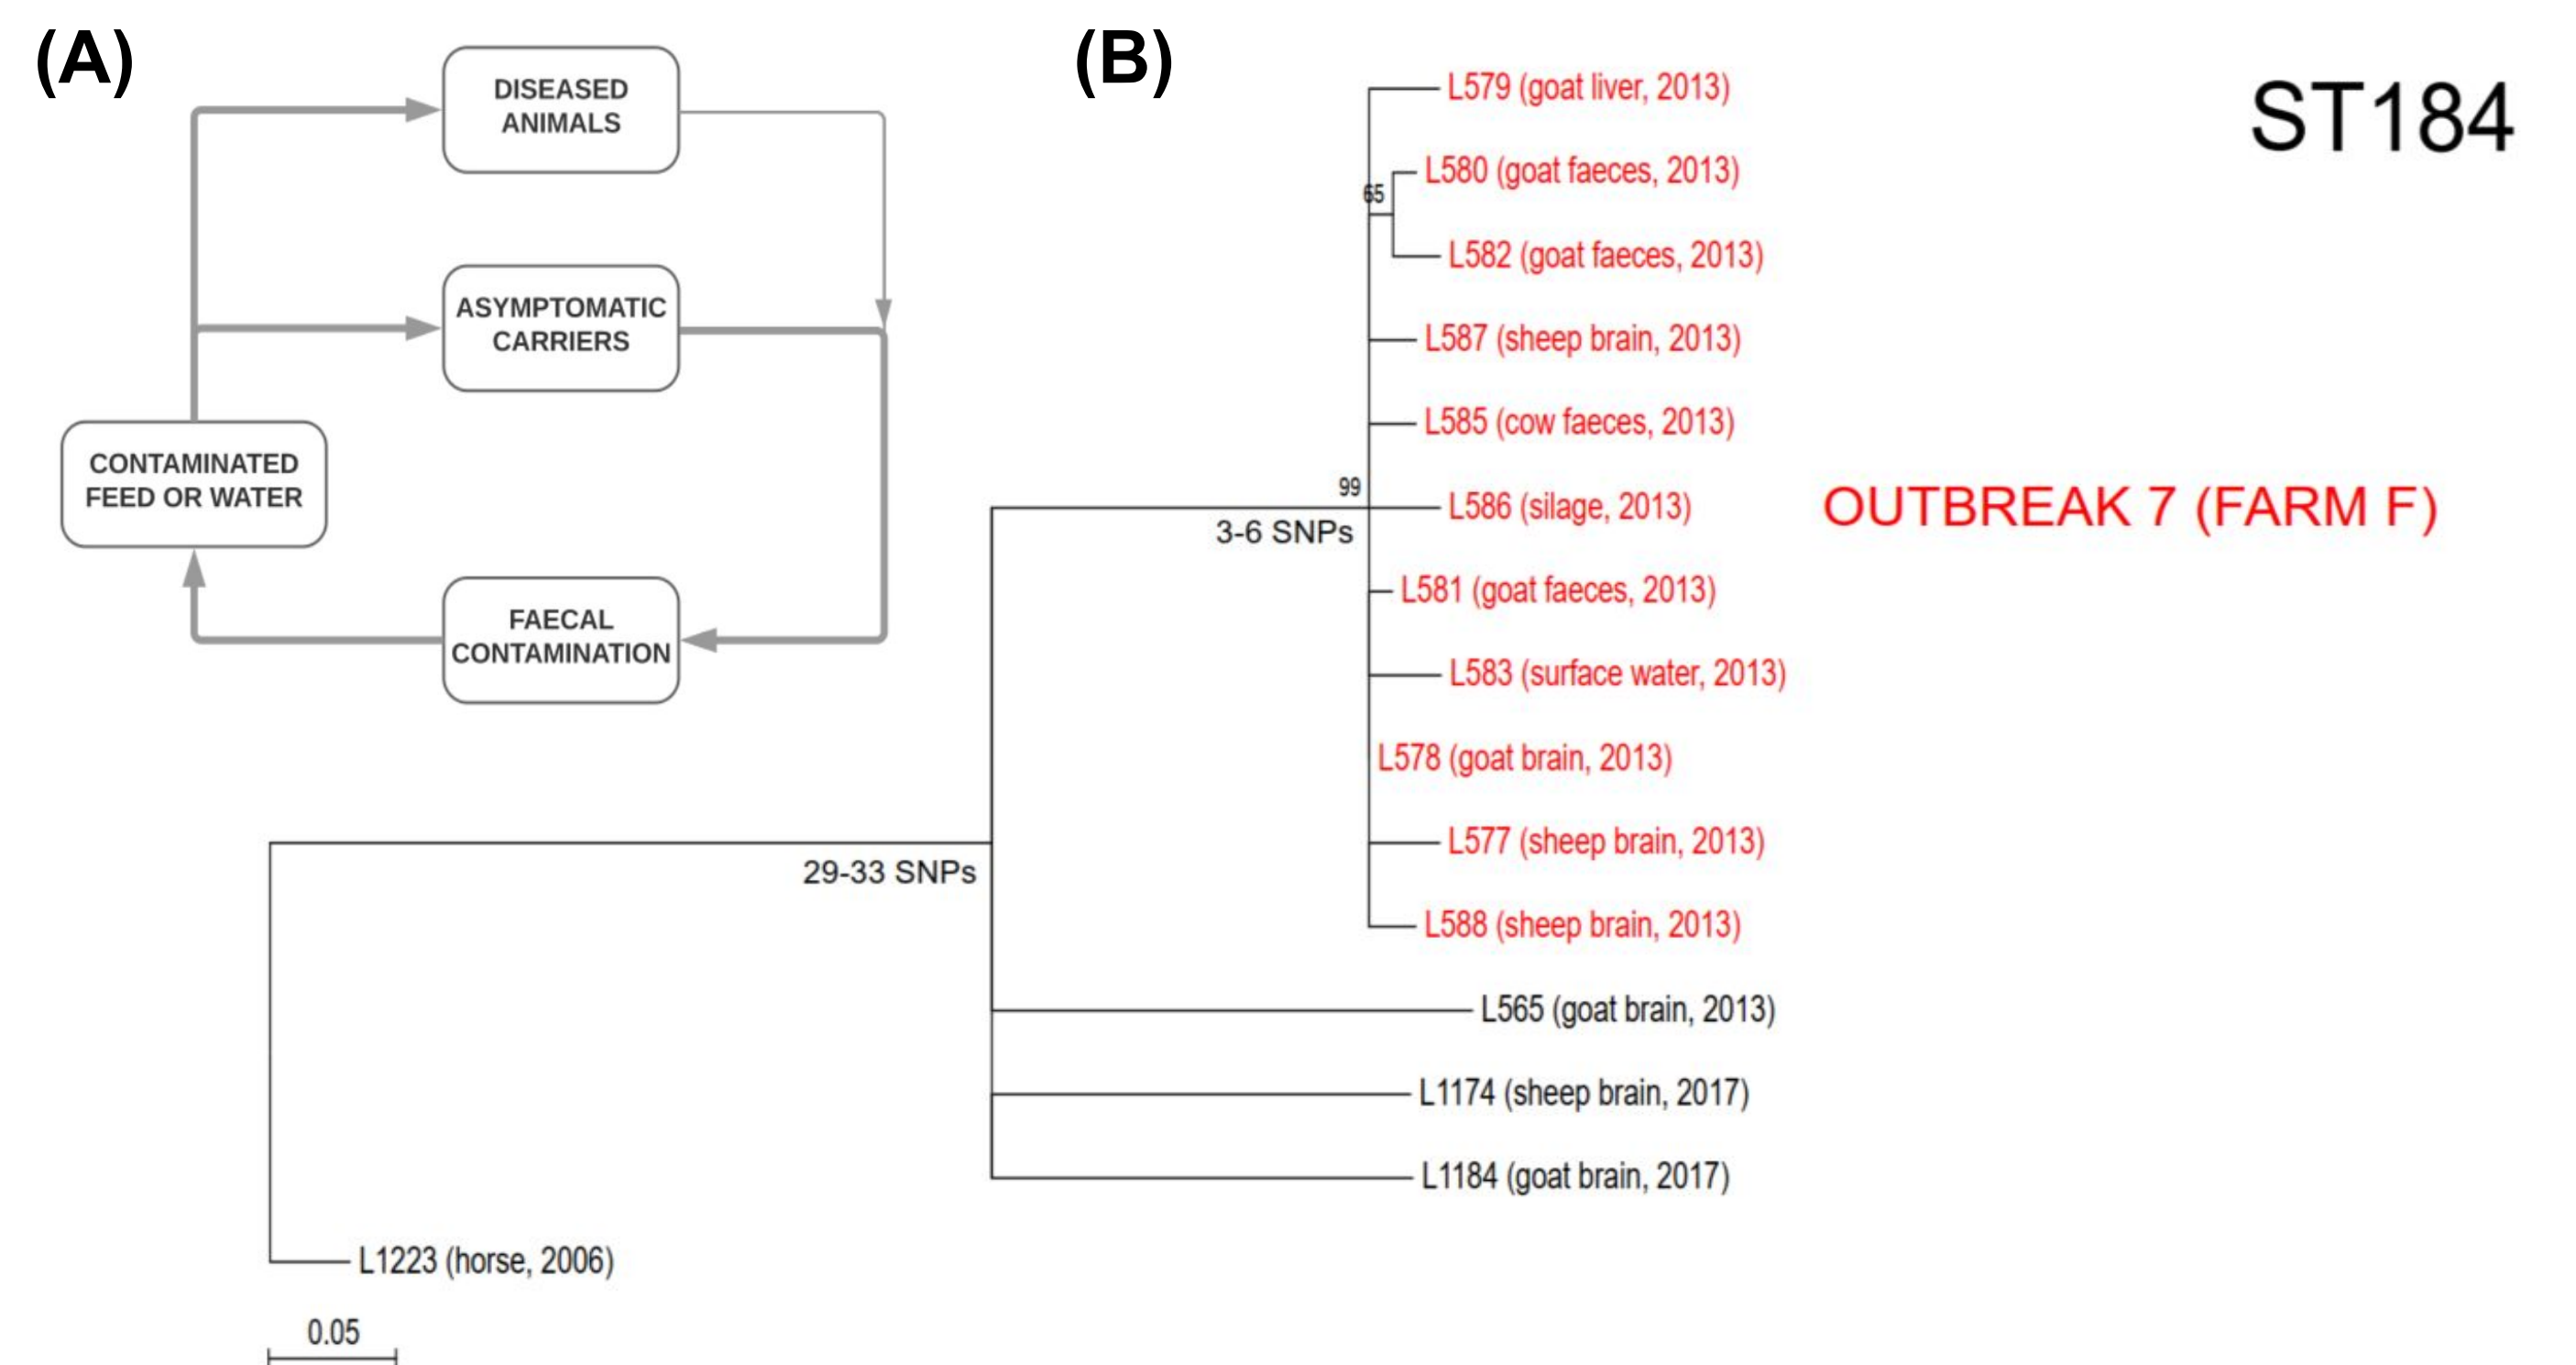 (A)
DISEASED
ANIMALS
ASYMPTOMATIC
CARRIERS
CONTAMINATED
FEED OR WATER
FAECAL
CONTAMINATION
(B)
ST184
L579 (goat liver, 2013)
L580 (goat faeces, 2013)
65
L582 (goat faeces, 2013)
L587 (sheep brain, 2013)
L585 (cow faeces, 2013)
99
L586 (silage, 2013)
OUTBREAK 7 (FARM F)
3-6 SNPs
L581 (goat faeces, 2013)
L583 (surface water, 2013)
L578 (goat brain, 2013)
L577 (sheep brain, 2013)
29-33 SNPs
L588 (sheep brain, 2013)
L565 (goat brain, 2013)
L1174 (sheep brain, 2017)
L1184 (goat brain, 2017)
L1223 (horse, 2006)
0.05